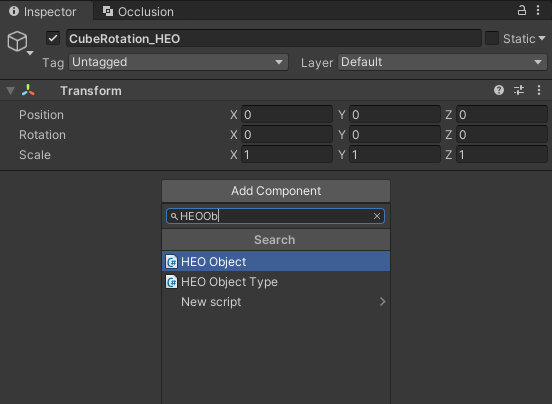 Inspector Occlusion
CubeRotation_HEO Static
Tag Untagged Layer Default
Transform
Position X 0 Y 0 Z 0
Rotation X 0 Y 0 Z 0
Scale X 1 Y 1 Z 1
Add Component
HEOOb
Search
HEO Object
HEO Object Type
New script